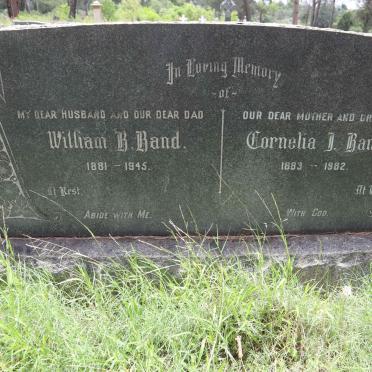 In Loving Memory
- of -
MY DEAR HUSBAND AND OUR DEAR DAD
William B. Band.
1881 - 1945.
At Rest.
ABIDE WITH ME.
OUR DEAR MOTHER AND
Cornelia J.
1883 - 1982.
At
WITH GOD.